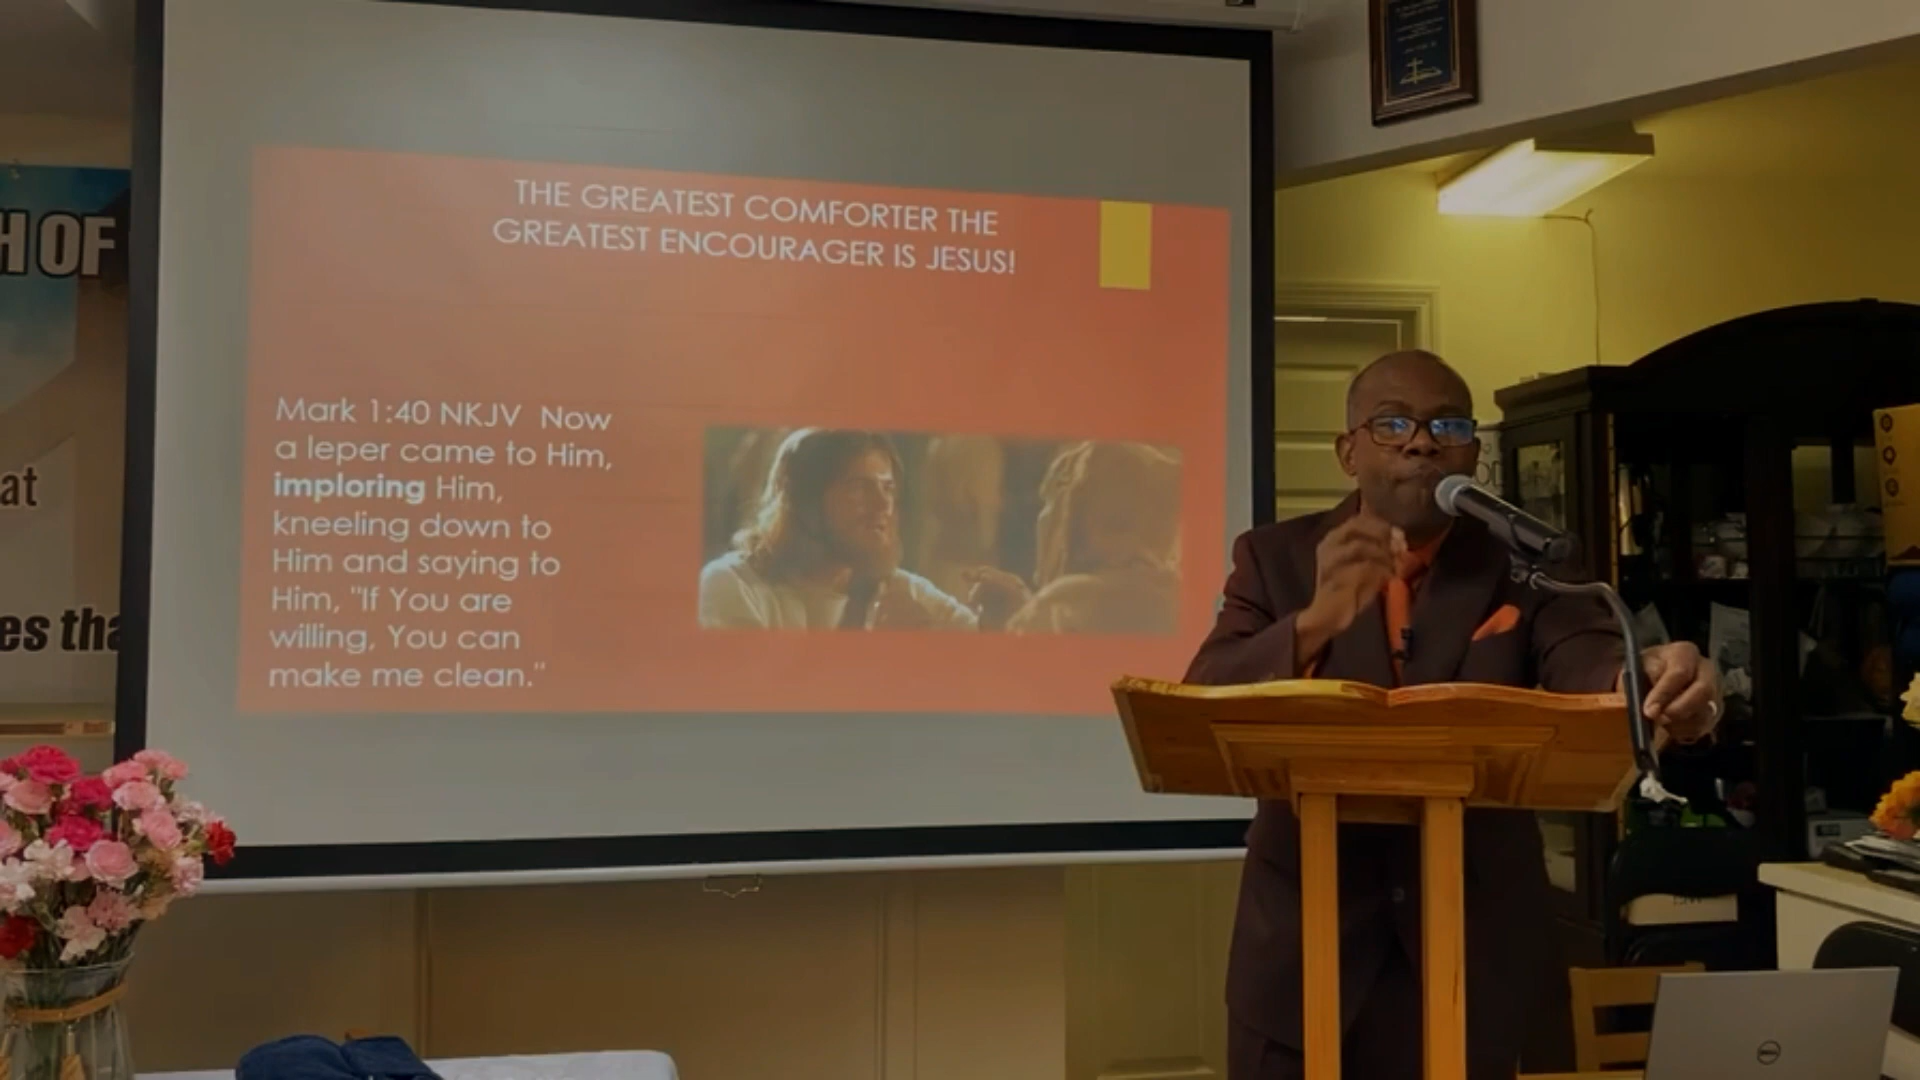 THE GREATEST COMFORTER THE
GREATEST ENCOURAGER IS JESUS!
Mark 1:40 NKJV Now
a leper came to Him,
imploring Him,
kneeling down to
Him and saying to
Him, "If You are
willing, You can
make me clean."
H OF
at
es tha
DELL